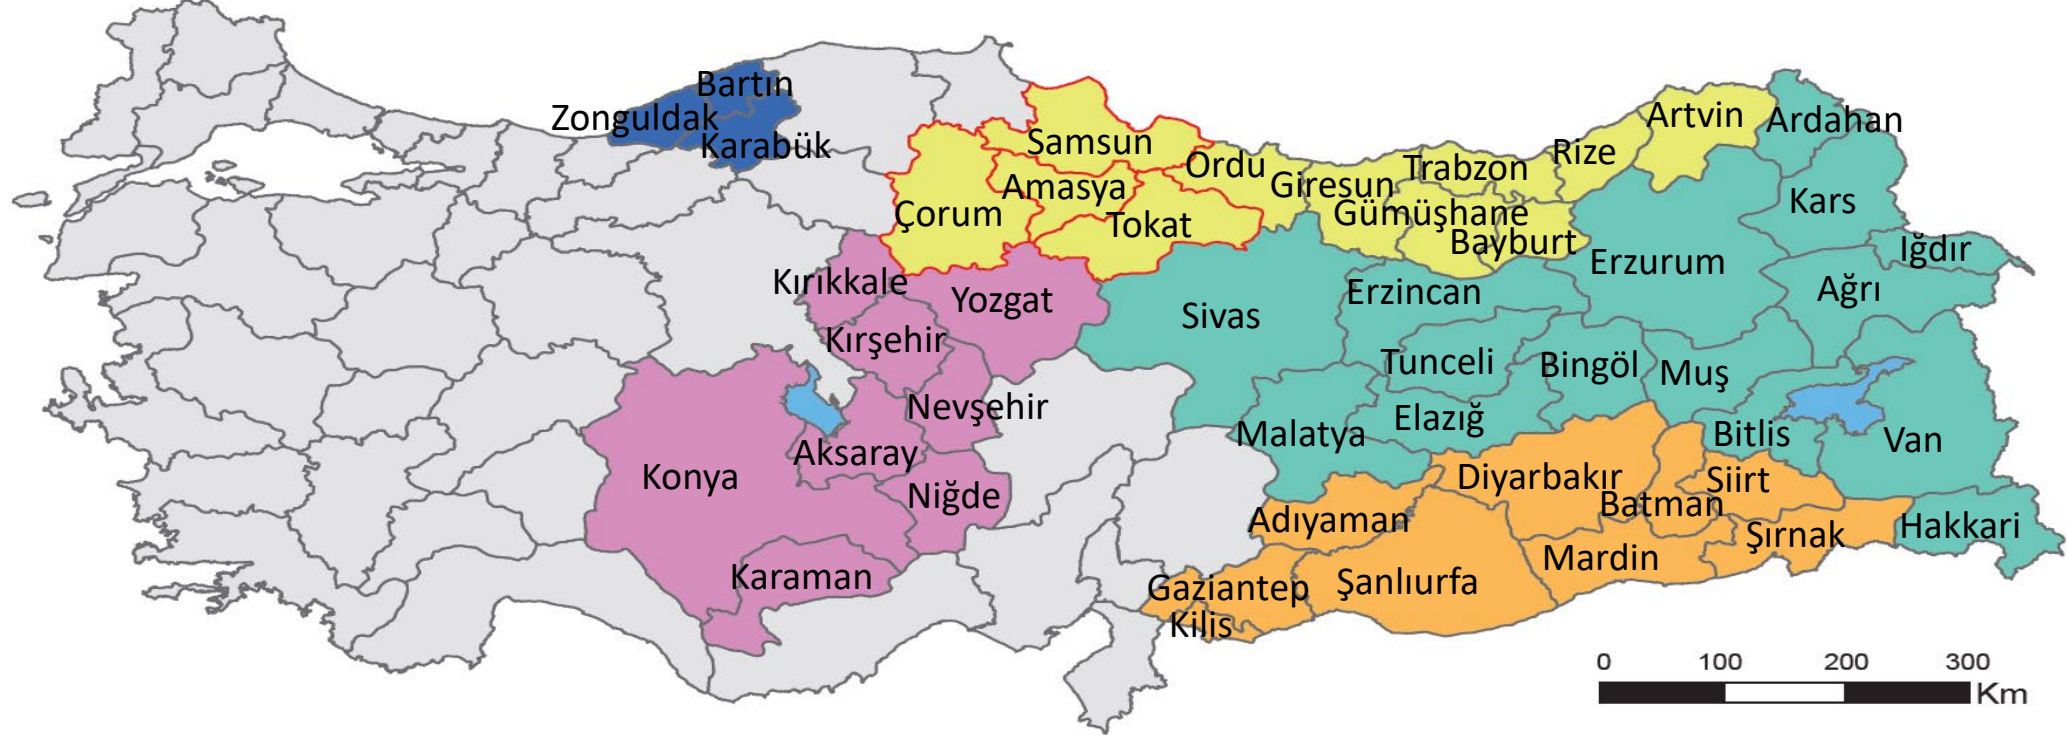 Bartın
Zonguldak
Karabük
Samsun
Ordu
Giresun
Trabzon
Rize
Artvin
Ardahan
Amasya
Çorum
Tokat
Gümüşhane
Bayburt
Kars
Iğdır
Erzurum
Ağrı
Kırıkkale
Yozgat
Sivas
Erzincan
Kırşehir
Tunceli
Bingöl
Muş
Nevşehir
Elazığ
Malatya
Bitlis
Van
Aksaray
Konya
Niğde
Diyarbakır
Siirt
Batman
Adıyaman
Şırnak
Hakkari
Karaman
Gaziantep
Şanlıurfa
Mardin
Kilis
0 100 200 300
Km